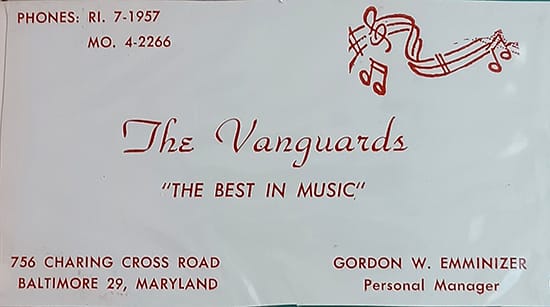 PHONES: RI. 7-1957
MO. 4-2266
The Vanguards
"THE BEST IN MUSIC"
756 CHARING CROSS ROAD
BALTIMORE 29, MARYLAND
GORDON W. EMMINIZER
Personal Manager